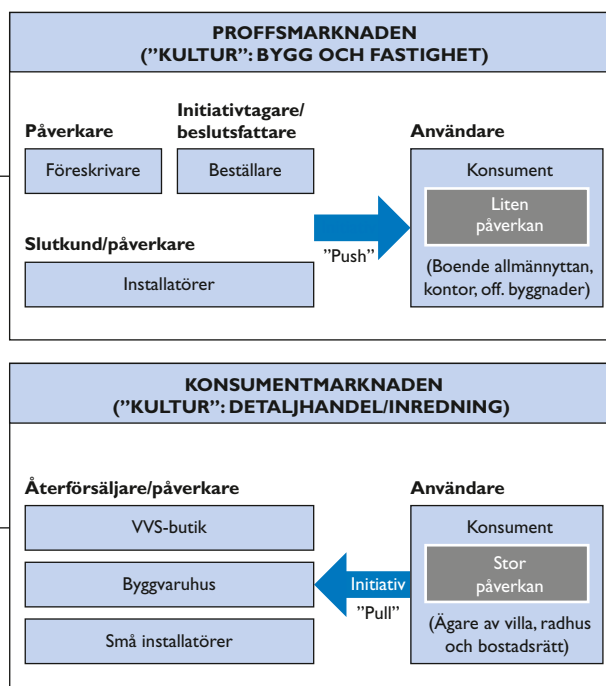 PROFFSMARKNADEN
(”KULTUR”: BYGG OCH FASTIGHET)
Påverkare
Föreskrivare
Initiativtagare/
beslutsfattare
Beställare
Slutkund/påverkare
Installatörer
”Push”
Användare
Konsument
Liten
påverkan
(Boende allmännyttan,
kontor, off. byggnader)
KONSUMENTMARKNADEN
(”KULTUR”: DETALJHANDEL/INREDNING)
Återförsäljare/påverkare
VVS-butik
Byggvaruhus
Små installatörer
Initiativ
”Pull”
Användare
Konsument
Stor
påverkan
(Ägare av villa, radhus
och bostadsrätt)